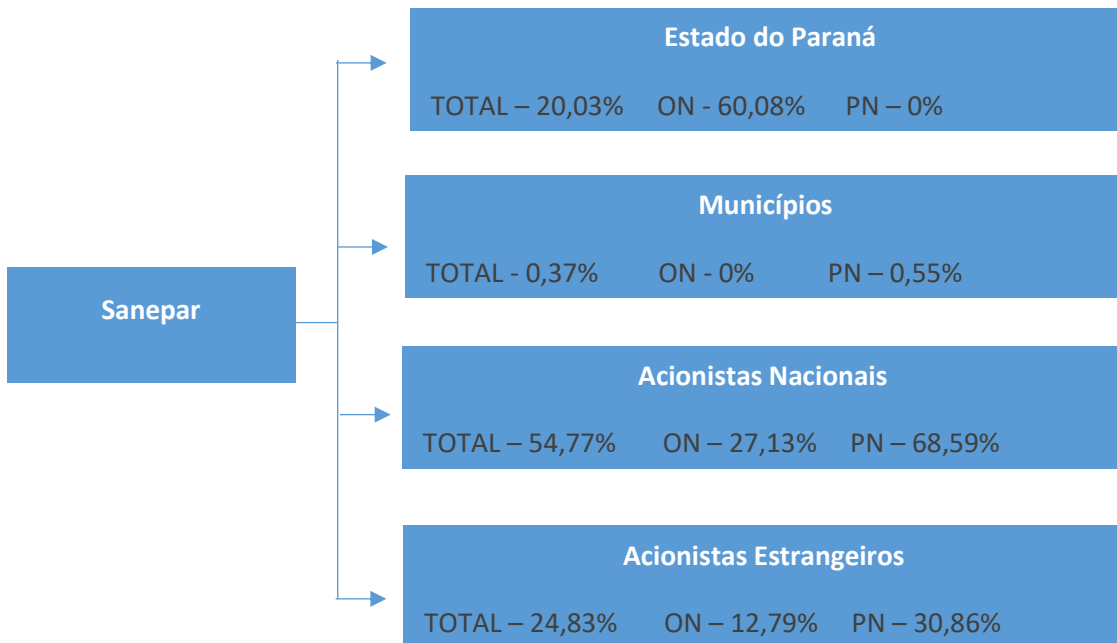 Estado do Paraná
TOTAL – 20,03% ON - 60,08% PN – 0%
Municípios
TOTAL - 0,37% ON - 0% PN – 0,55%
Sanepar
Acionistas Nacionais
TOTAL – 54,77% ON – 27,13% PN – 68,59%
Acionistas Estrangeiros
TOTAL – 24,83% ON – 12,79% PN – 30,86%